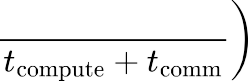 t_compute + t_comm )